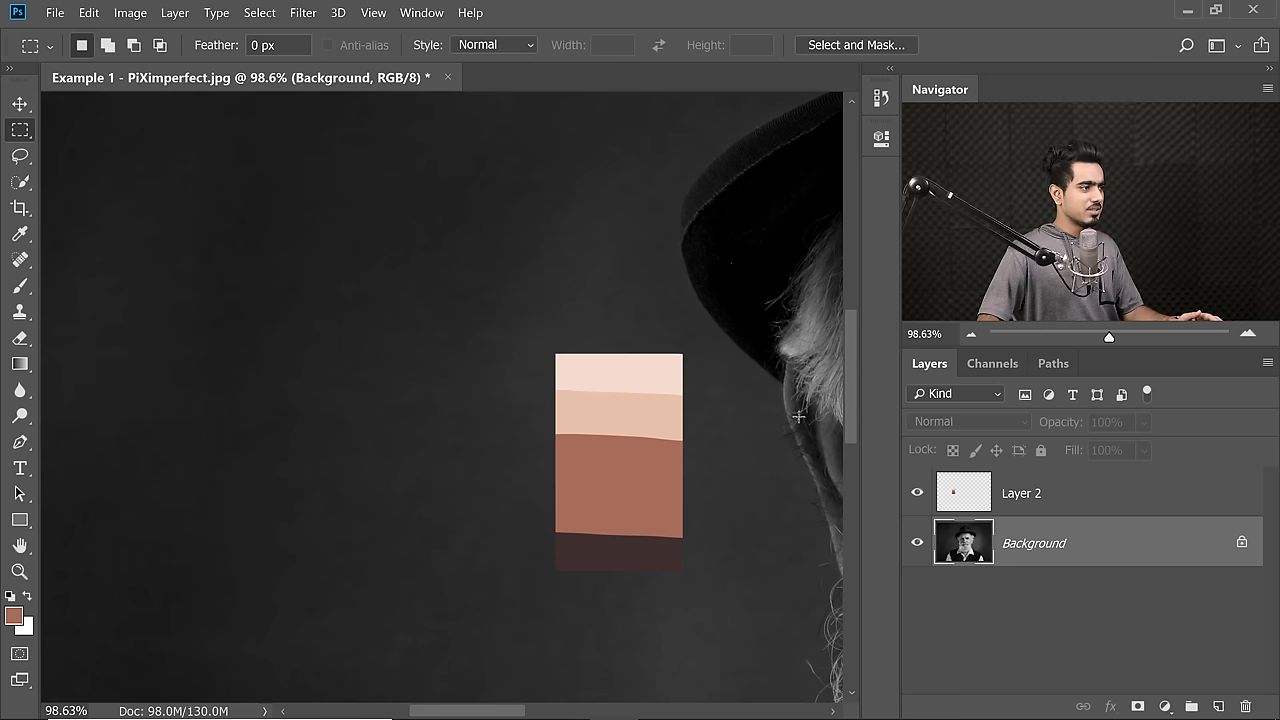 Ps File Edit Image Layer Type Select Filter 3D View Window Help
Feather: 0 px Anti-alias Style: Normal Width: Height: Select and Mask...
Example 1 - PiXimperfect.jpg @ 98.6% (Background, RGB/8) * ×
Navigator
98.63%
Layers Channels Paths
Kind
Normal Opacity: 100%
Lock: Fill: 100%
Layer 2
Background
fx
98.63% Doc: 98.0M/130.0M